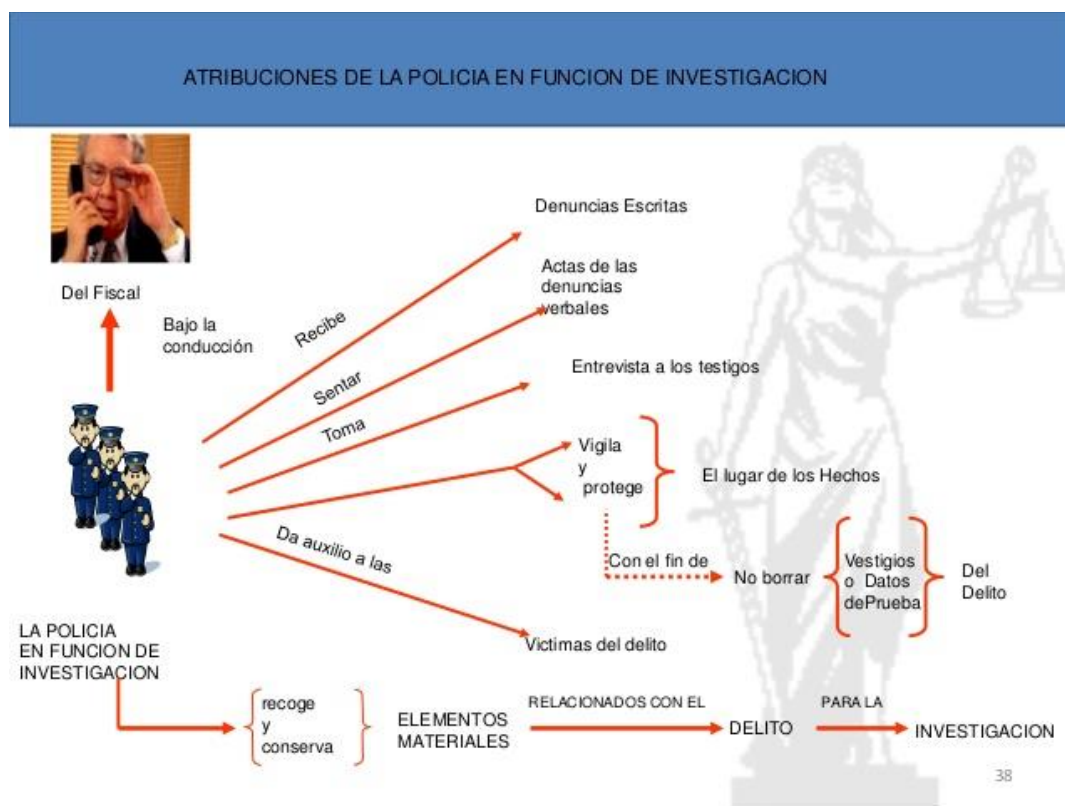 ATRIBUCIONES DE LA POLICIA EN FUNCION DE INVESTIGACION
Del Fiscal
Bajo la
conducción
Recibe
Denuncias Escritas
Sentar
Actas de las
denuncias
verbales
Toma
Entrevista a los testigos
Vigila
y
protege
El lugar de los Hechos
Con el fin de
No borrar
Vestigios
o Datos
dePrueba
Del
Delito
Da auxilio a las
Victimas del delito
LA POLICIA
EN FUNCION DE
INVESTIGACION
recoge
y
conserva
ELEMENTOS
MATERIALES
RELACIONADOS CON EL
DELITO
PARA LA
INVESTIGACION
38